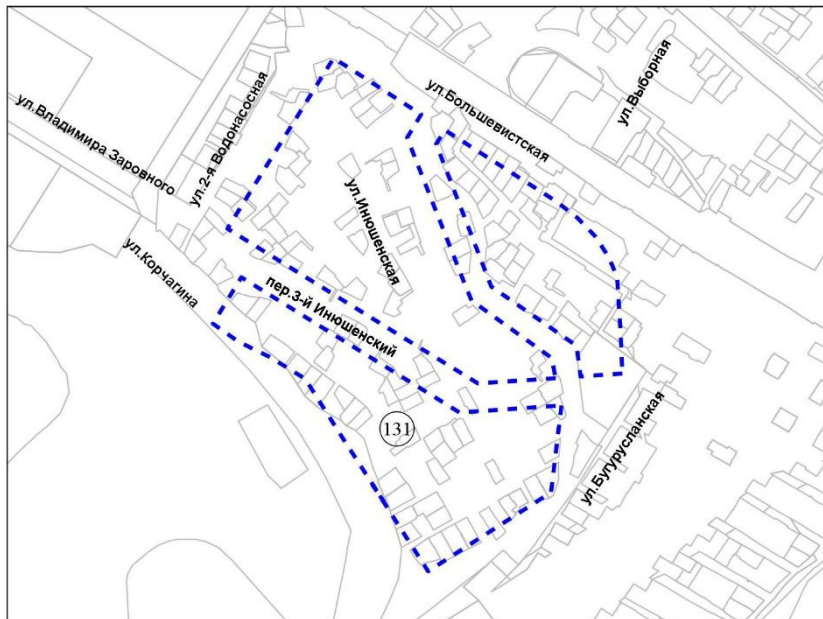 ул.Большевистская
ул.Выборная
ул.Владимира Заровного
ул.2-я Водонасосная
ул.Инюшенская
ул.Корчагина
пер.3-й Инюшенский
131
ул.Бугурусланская